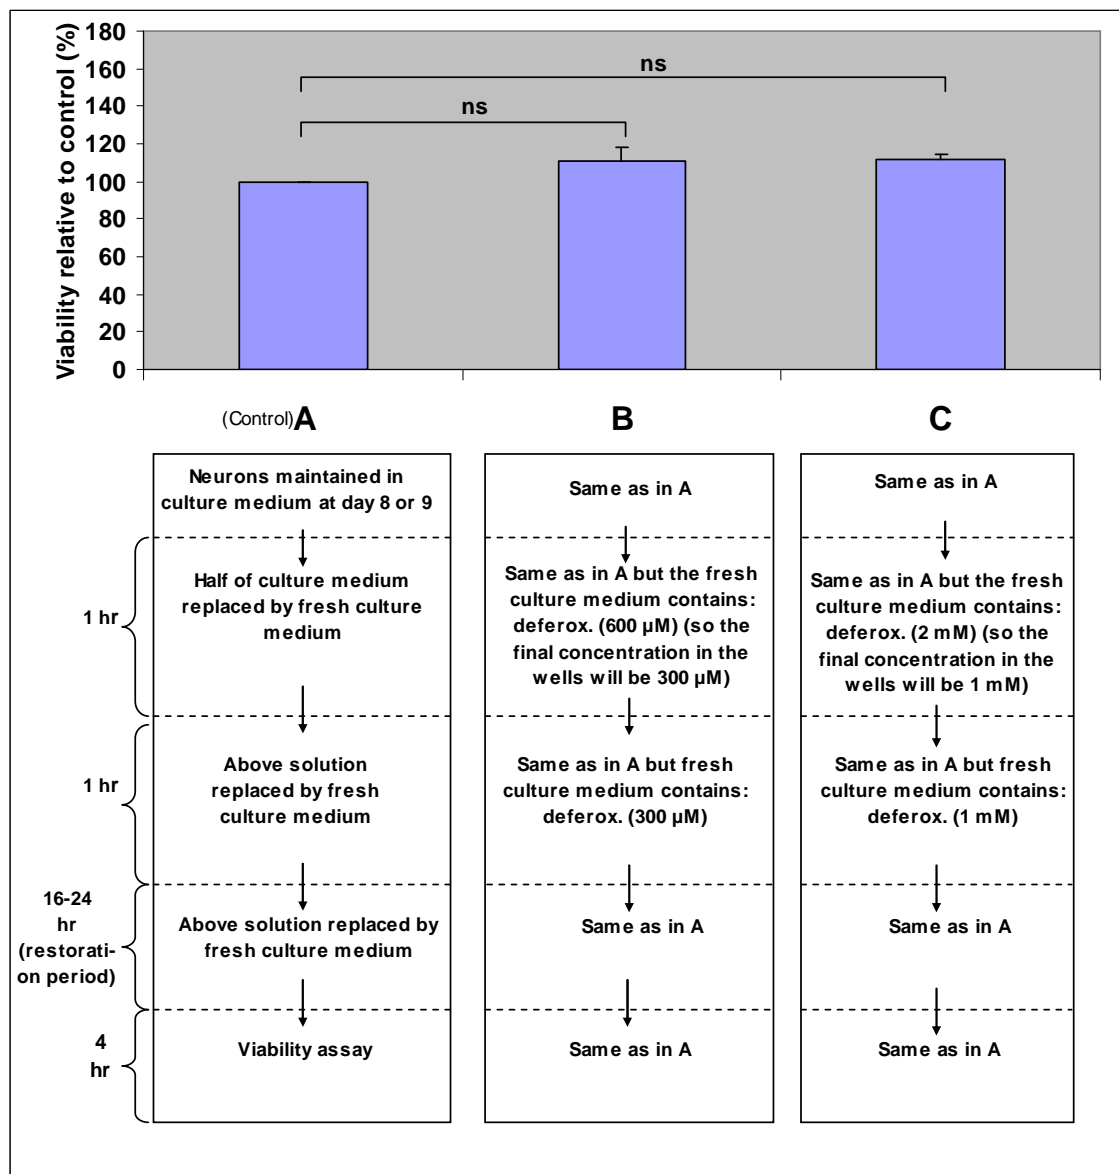 Viability relative to control (%)
180
160
140
120
100
80
60
40
20
0
ns
ns
(Control) A
B
C
Neurons maintained in
culture medium at day 8 or 9
Same as in A
Same as in A
1 hr
Half of culture medium
replaced by fresh culture
medium
Same as in A but the fresh
culture medium contains:
deferox. (600 µM) (so the
final concentration in the
wells will be 300 µM)
Same as in A but the fresh
culture medium contains:
deferox. (2 mM) (so the
final concentration in the
wells will be 1 mM)
1 hr
Above solution
replaced by fresh
culture medium
Same as in A but fresh
culture medium contains:
deferox. (300 µM)
Same as in A but fresh
culture medium contains:
deferox. (1 mM)
16-24
hr
(restorati-
on period)
Above solution replaced by
fresh culture medium
Same as in A
Same as in A
4
hr
Viability assay
Same as in A
Same as in A